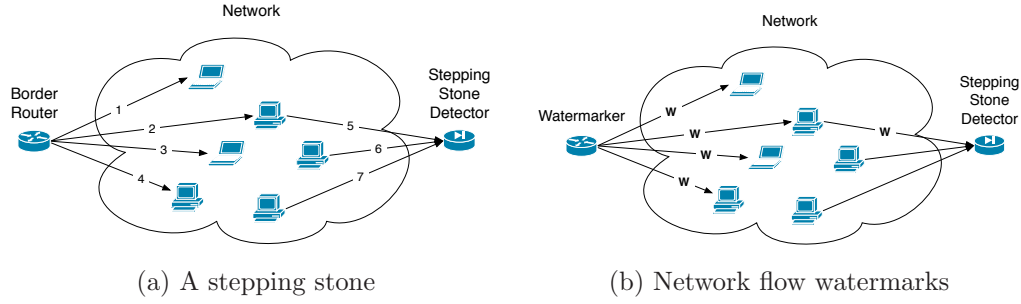 Network
Border
Router
Stepping
Stone
Detector
1
2
3
4
5
6
7
(a) A stepping stone
Network
Watermarker
Stepping
Stone
Detector
W
W
W
W
W
(b) Network flow watermarks